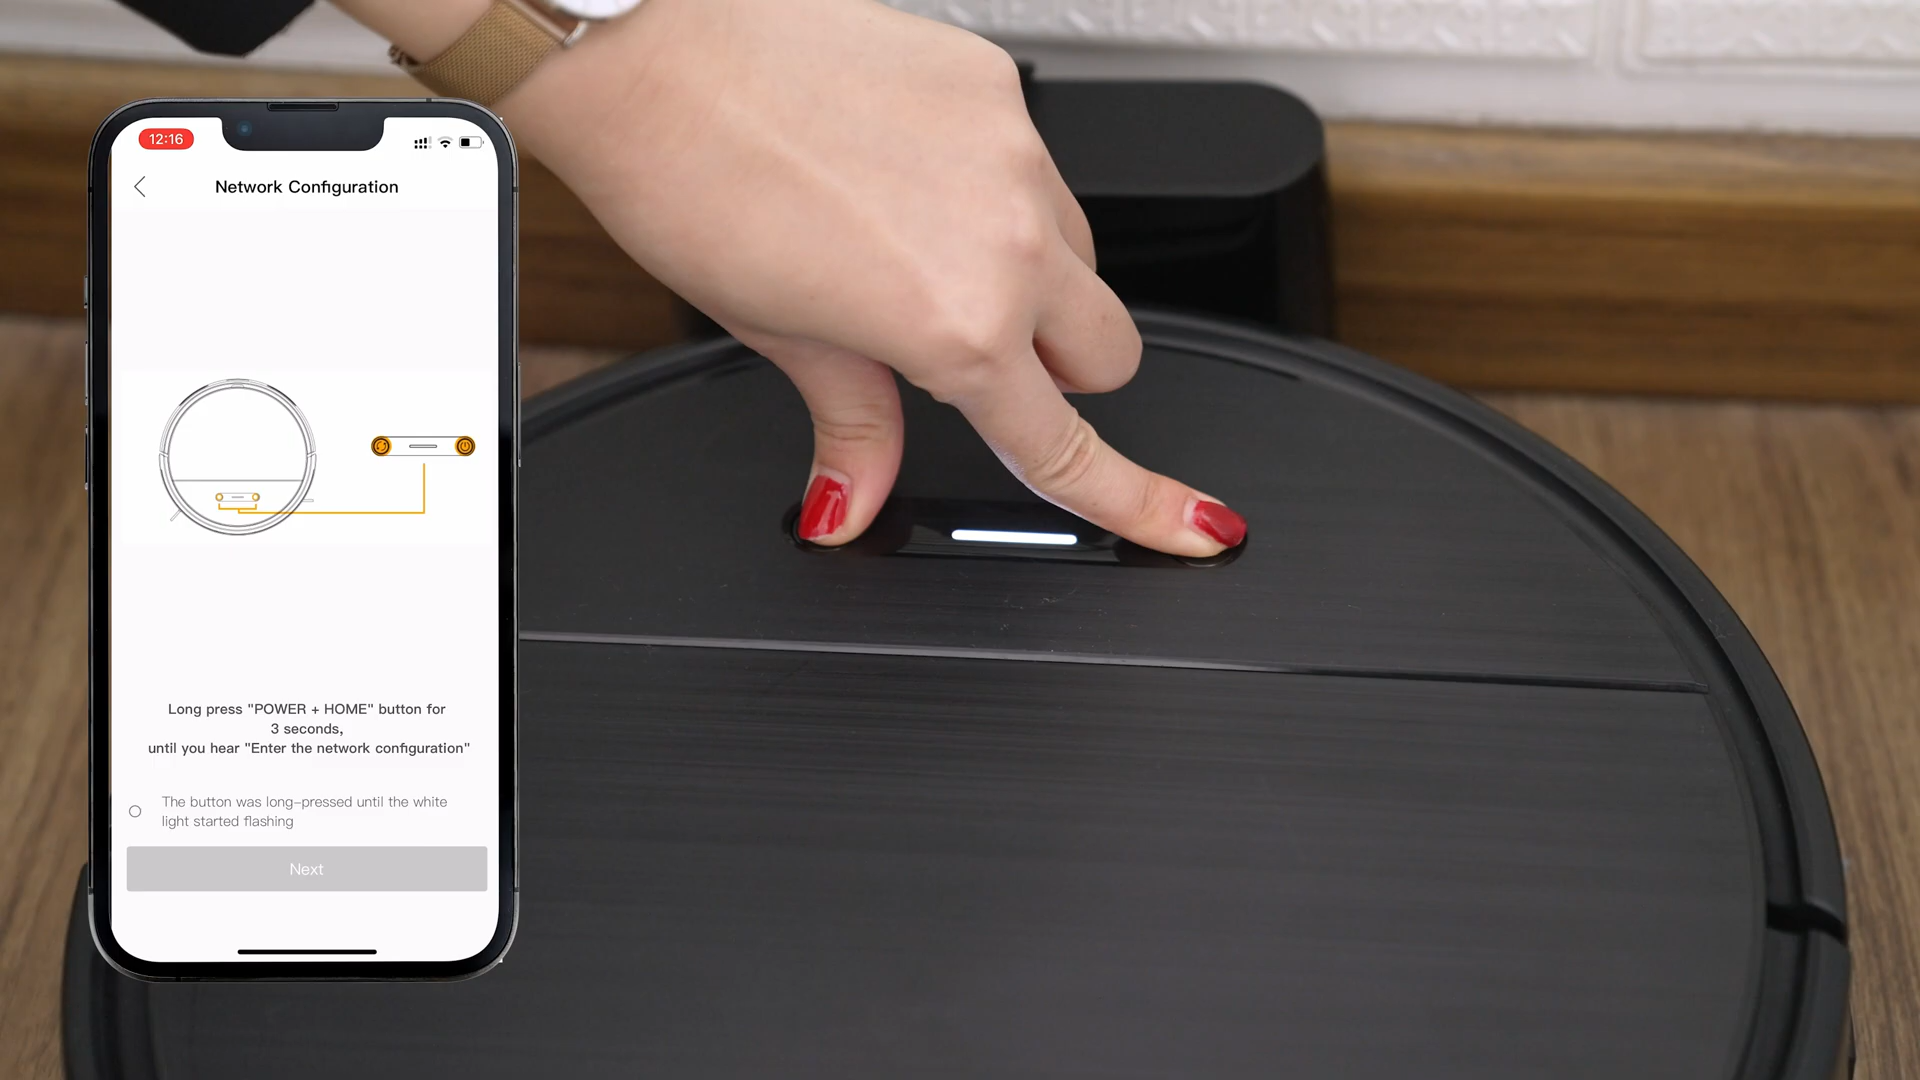 12:16
Network Configuration
Long press "POWER + HOME" button for
3 seconds,
until you hear "Enter the network configuration"
The button was long-pressed until the white
light started flashing
Next